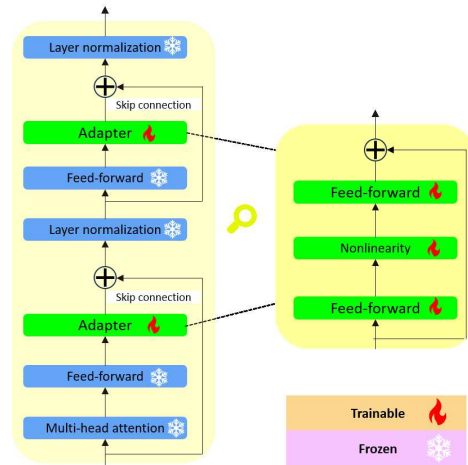 Layer normalization
Skip connection
Adapter
Feed-forward
Layer normalization
Skip connection
Adapter
Feed-forward
Multi-head attention
Feed-forward
Nonlinearity
Feed-forward
Trainable
Frozen